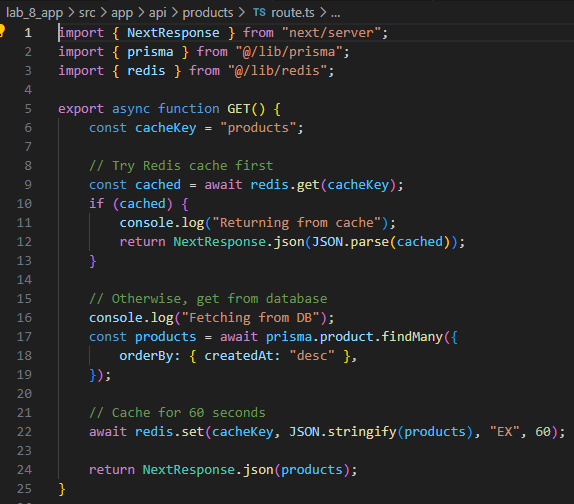 lab_8_app > src > app > api > products > TS route.ts > ...
1 import { NextResponse } from "next/server";
2 import { prisma } from "@/lib/prisma";
3 import { redis } from "@/lib/redis";
4
5 export async function GET() {
6     const cacheKey = "products";
7
8     // Try Redis cache first
9     const cached = await redis.get(cacheKey);
10     if (cached) {
11         console.log("Returning from cache");
12         return NextResponse.json(JSON.parse(cached));
13     }
14
15     // Otherwise, get from database
16     console.log("Fetching from DB");
17     const products = await prisma.product.findMany({
18         orderBy: { createdAt: "desc" },
19     });
20
21     // Cache for 60 seconds
22     await redis.set(cacheKey, JSON.stringify(products), "EX", 60);
23
24     return NextResponse.json(products);
25 }